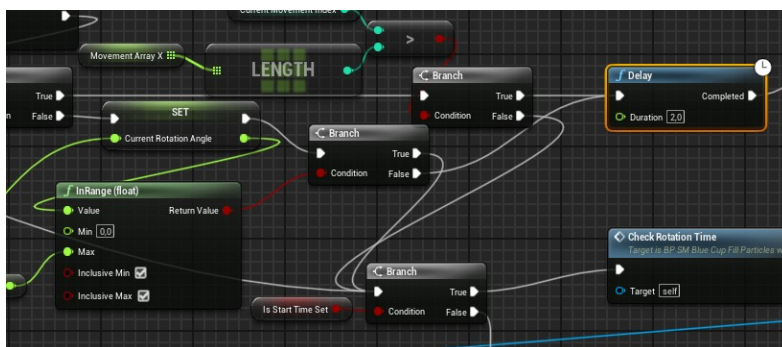 Current Movement Index
>
Movement Array X
LENGTH
Branch
True
Condition
False
Delay
Completed
Duration 2,0
True
False
SET
Current Rotation Angle
Branch
True
Condition
False
InRange (float)
Value
Return Value
Min 0,0
Max
Inclusive Min
Inclusive Max
Check Rotation Time
Target is BP SM Blue Cup Fill Particles
Target self
Branch
True
Is Start Time Set
Condition
False